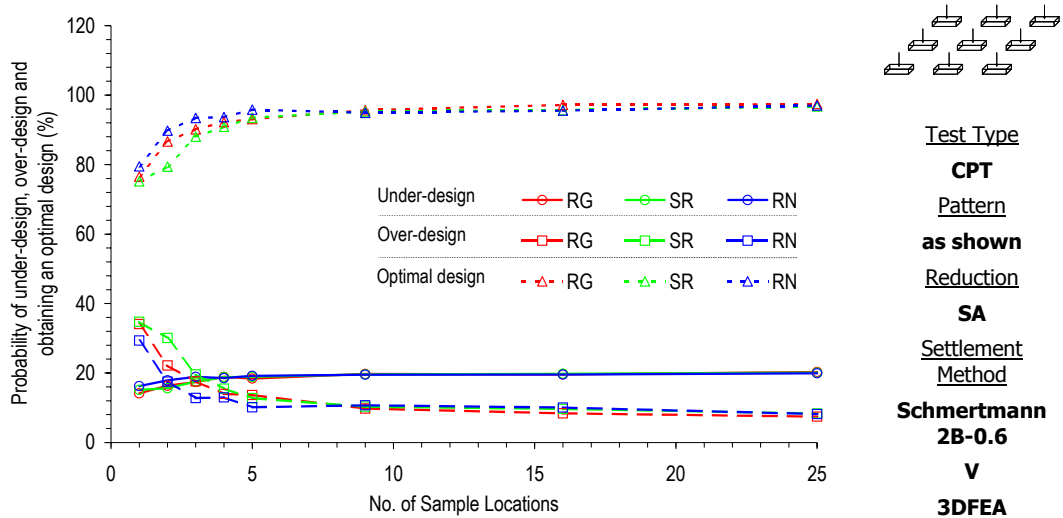 Probability of under-design, over-design and
obtaining an optimal design (%)
120
100
80
60
40
20
0
0
5
10
15
20
25
No. of Sample Locations
Under-design RG SR RN
Over-design RG SR RN
Optimal design RG SR RN
Test Type
CPT
Pattern
as shown
Reduction
SA
Settlement
Method
Schmertmann
2B-0.6
V
3DFEA